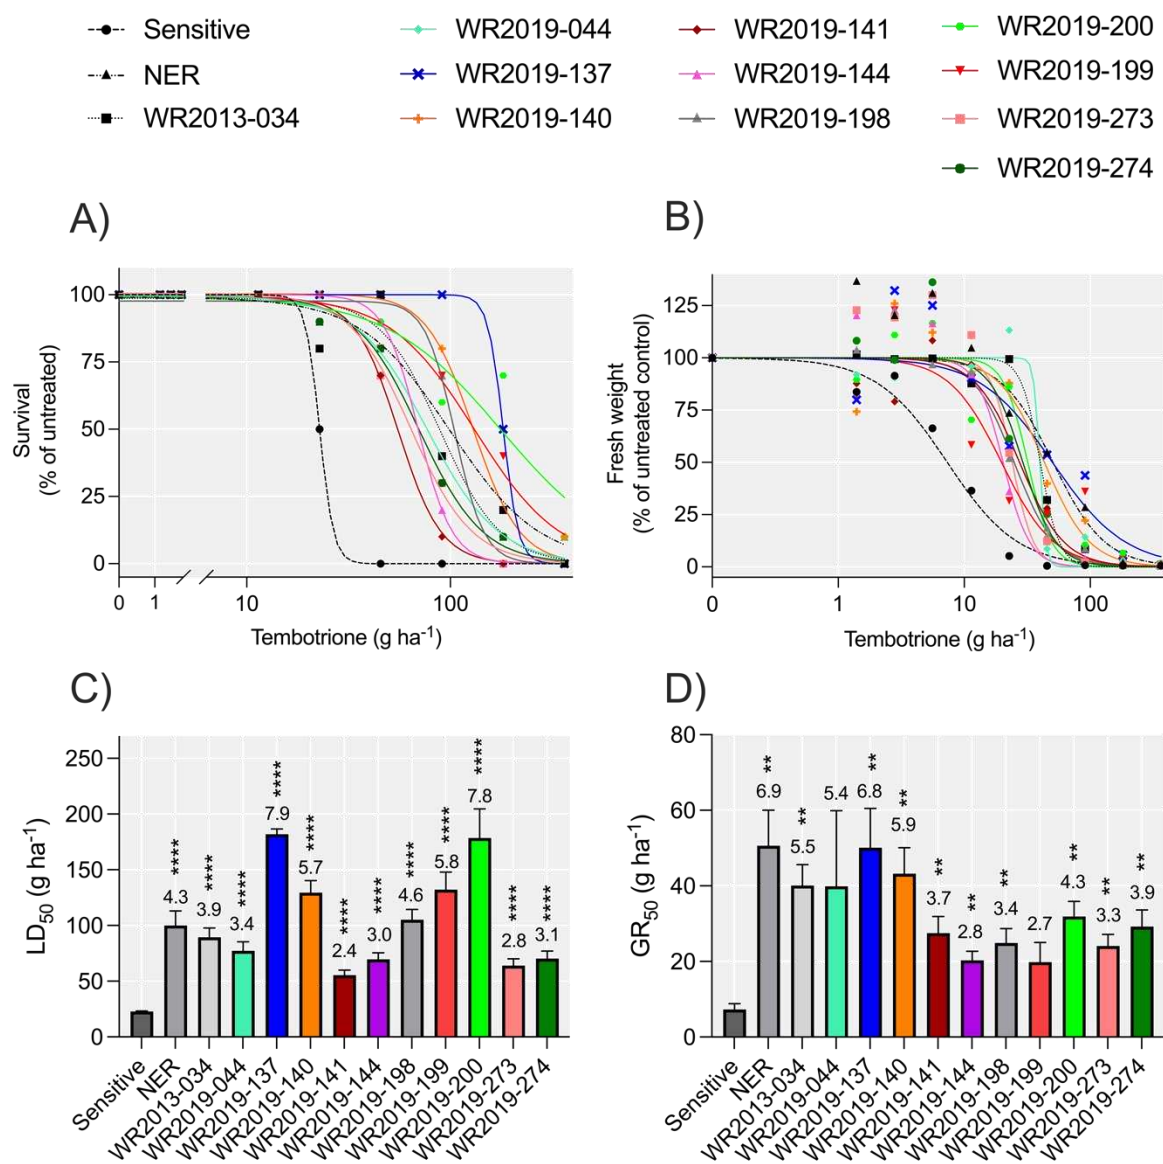 Sensitive
NER
WR2013-034
WR2019-044
WR2019-137
WR2019-140
WR2019-141
WR2019-144
WR2019-198
WR2019-200
WR2019-199
WR2019-273
WR2019-274
A)
Survival
(% of untreated)
100
75
50
25
0
0 1 10 100
Tembotrione (g ha⁻¹)
B)
Fresh weight
(% of untreated control)
125
100
75
50
25
0
0 1 10 100
Tembotrione (g ha⁻¹)
C)
LD₅₀ (g ha⁻¹)
250
200
150
100
50
0
**** **** **** **** **** **** **** **** **** **** **** ****
4.3 3.9 3.4 7.9 5.7 2.4 3.0 4.6 5.8 7.8 2.8 3.1
Sensitive
NER
WR2013-034
WR2019-044
WR2019-137
WR2019-140
WR2019-141
WR2019-144
WR2019-198
WR2019-199
WR2019-200
WR2019-273
WR2019-274
D)
GR₅₀ (g ha⁻¹)
80
60
40
20
0
** ** ** ** ** ** ** ** ** **
6.9 5.5 5.4 6.8 5.9 3.7 2.8 3.4 2.7 4.3 3.3 3.9
Sensitive
NER
WR2013-034
WR2019-044
WR2019-137
WR2019-140
WR2019-141
WR2019-144
WR2019-198
WR2019-199
WR2019-200
WR2019-273
WR2019-274